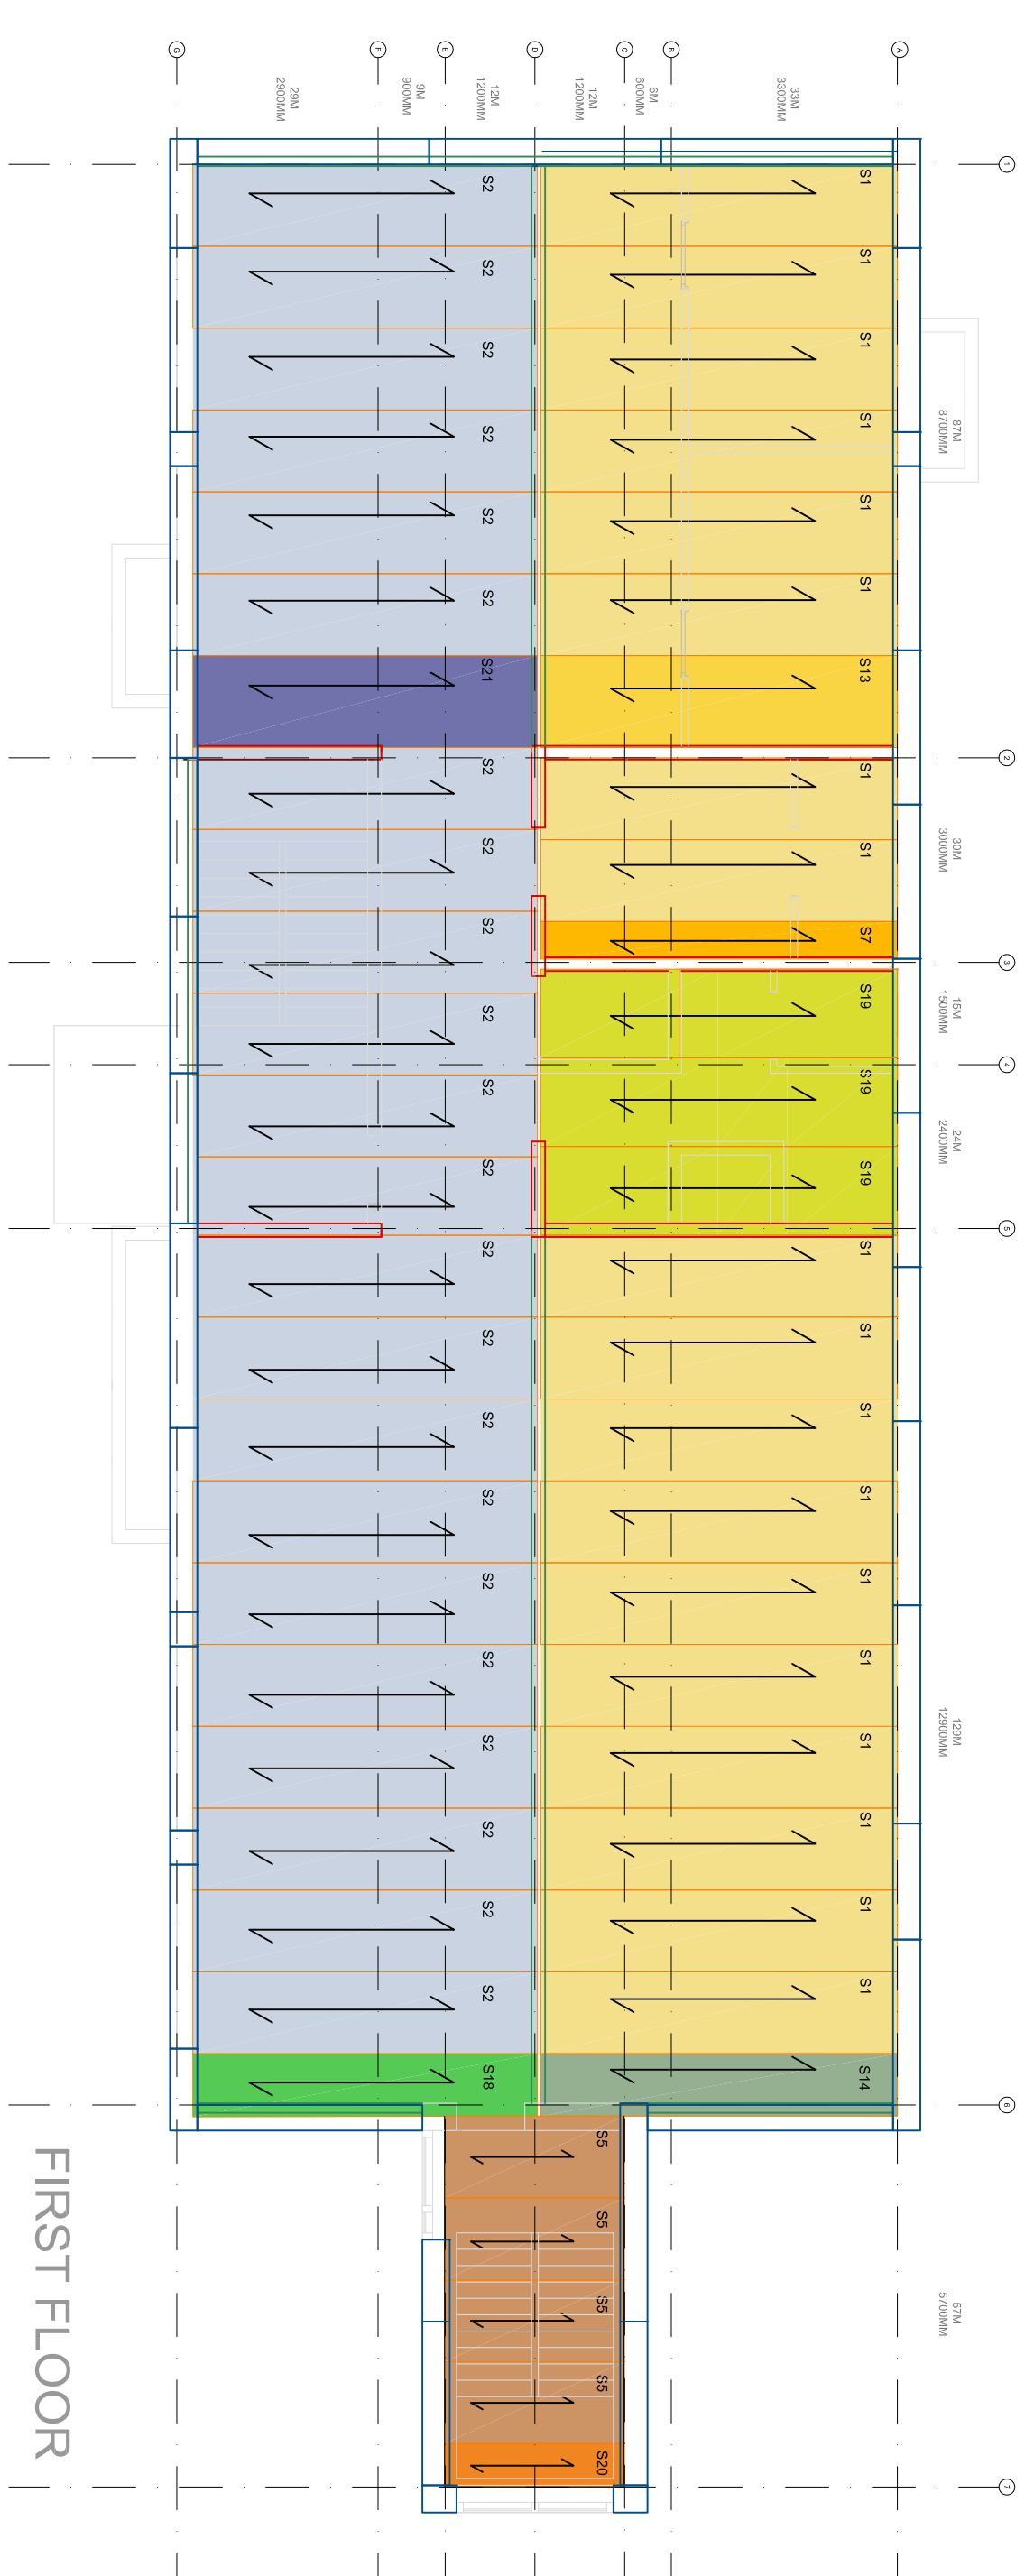 1 2 3 4 5 6 7
87M 30M 15M 24M 129M 57M
8700MM 3000MM 1500MM 2400MM 12900MM 5700MM
A
S1 S1 S1 S1 S1 S1 S13 S1 S1 S7 S19 S19 S19 S1 S1 S1 S1 S1 S1 S1 S1 S1 S1 S14
33M
3300MM
B
6M
600MM
C
S5 S5 S5 S5 S20
12M
1200MM
D
12M
1200MM
S2 S2 S2 S2 S2 S2 S21 S2 S2 S2 S2 S2 S2 S2 S2 S2 S2 S2 S2 S2 S2 S2 S2 S18
E
9M
900MM
F
29M
2900MM
G
FIRST FLOOR